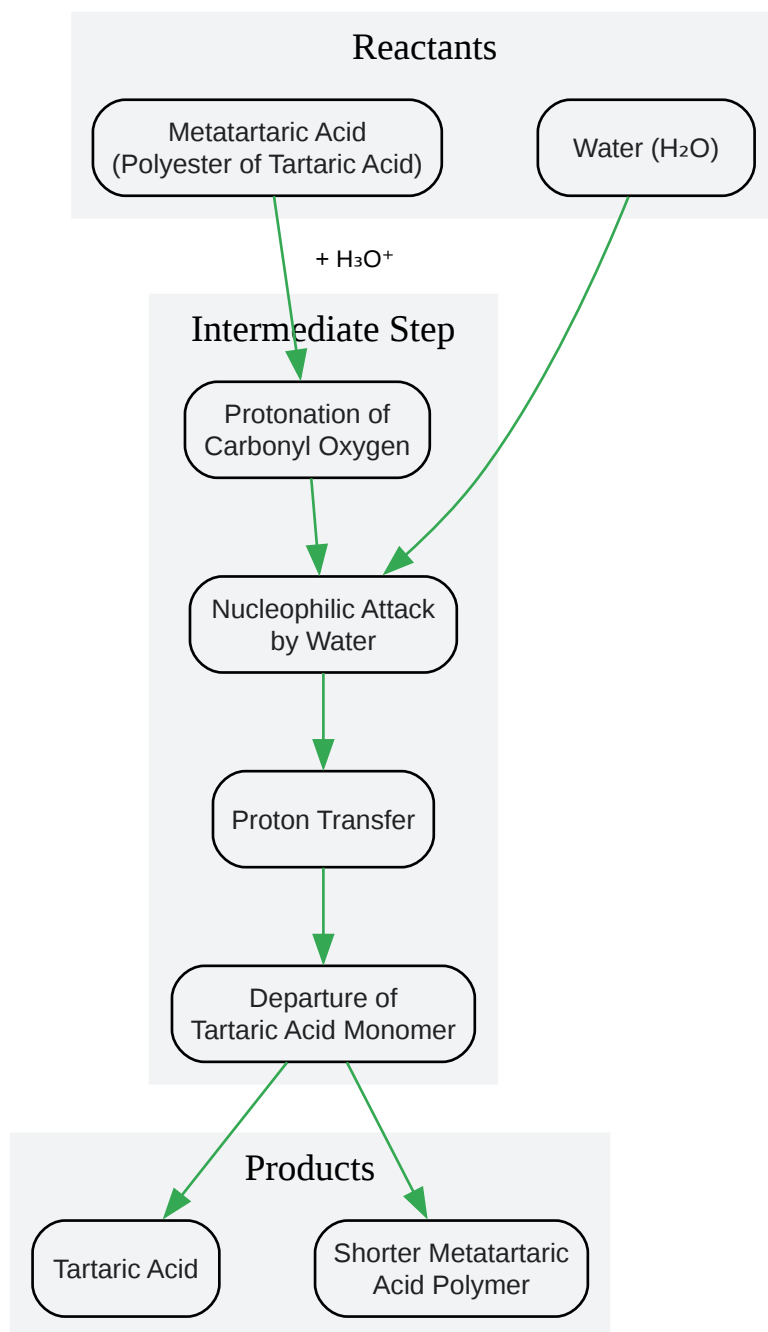 Reactants
Metatartaric Acid
(Polyester of Tartaric Acid)
Water (H₂O)
+ H₃O⁺
Intermediate Step
Protonation of
Carbonyl Oxygen
Nucleophilic Attack
by Water
Proton Transfer
Departure of
Tartaric Acid Monomer
Products
Tartaric Acid
Shorter Metatartaric
Acid Polymer